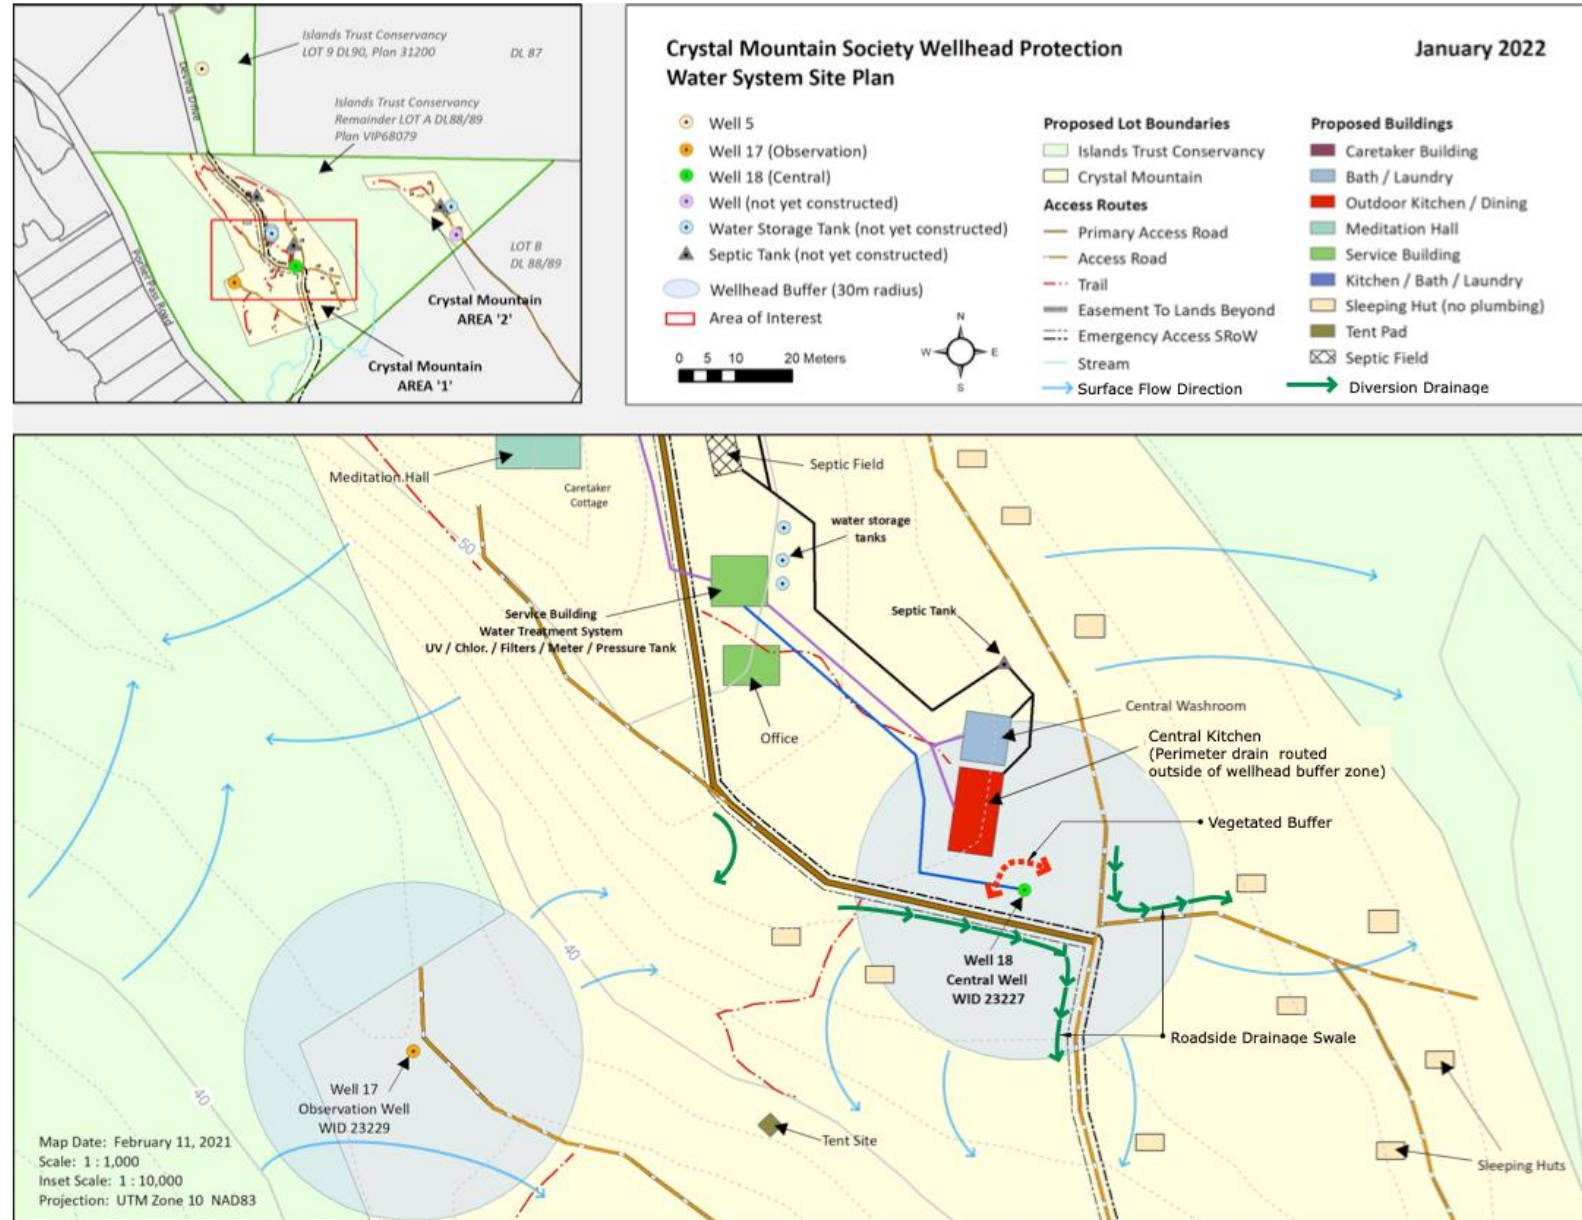 Islands Trust Conservancy
LOT 9 DL90, Plan 31200
DL 87
Devina Drive
Islands Trust Conservancy
Remainder LOT A DL88/89
Plan VIP68079
LOT B
DL 88/89
Porlier Pass Road
Crystal Mountain
AREA '2'
Crystal Mountain
AREA '1'
Crystal Mountain Society Wellhead Protection
Water System Site Plan
January 2022
Well 5
Well 17 (Observation)
Well 18 (Central)
Well (not yet constructed)
Water Storage Tank (not yet constructed)
Septic Tank (not yet constructed)
Wellhead Buffer (30m radius)
Area of Interest
0 5 10 20 Meters
N
W E
S
Proposed Lot Boundaries
Islands Trust Conservancy
Crystal Mountain
Access Routes
Primary Access Road
Access Road
Trail
Easement To Lands Beyond
Emergency Access SRoW
Stream
Surface Flow Direction
Proposed Buildings
Caretaker Building
Bath / Laundry
Outdoor Kitchen / Dining
Meditation Hall
Service Building
Kitchen / Bath / Laundry
Sleeping Hut (no plumbing)
Tent Pad
Septic Field
Diversion Drainage
Meditation Hall
Caretaker
Cottage
Septic Field
water storage
tanks
50
Service Building
Water Treatment System
UV / Chlor. / Filters / Meter / Pressure Tank
Septic Tank
Office
Central Washroom
Central Kitchen
(Perimeter drain routed
outside of wellhead buffer zone)
Vegetated Buffer
40
Well 18
Central Well
WID 23227
Roadside Drainage Swale
Well 17
Observation Well
WID 23229
40
Tent Site
Sleeping Huts
Map Date: February 11, 2021
Scale: 1 : 1,000
Inset Scale: 1 : 10,000
Projection: UTM Zone 10 NAD83